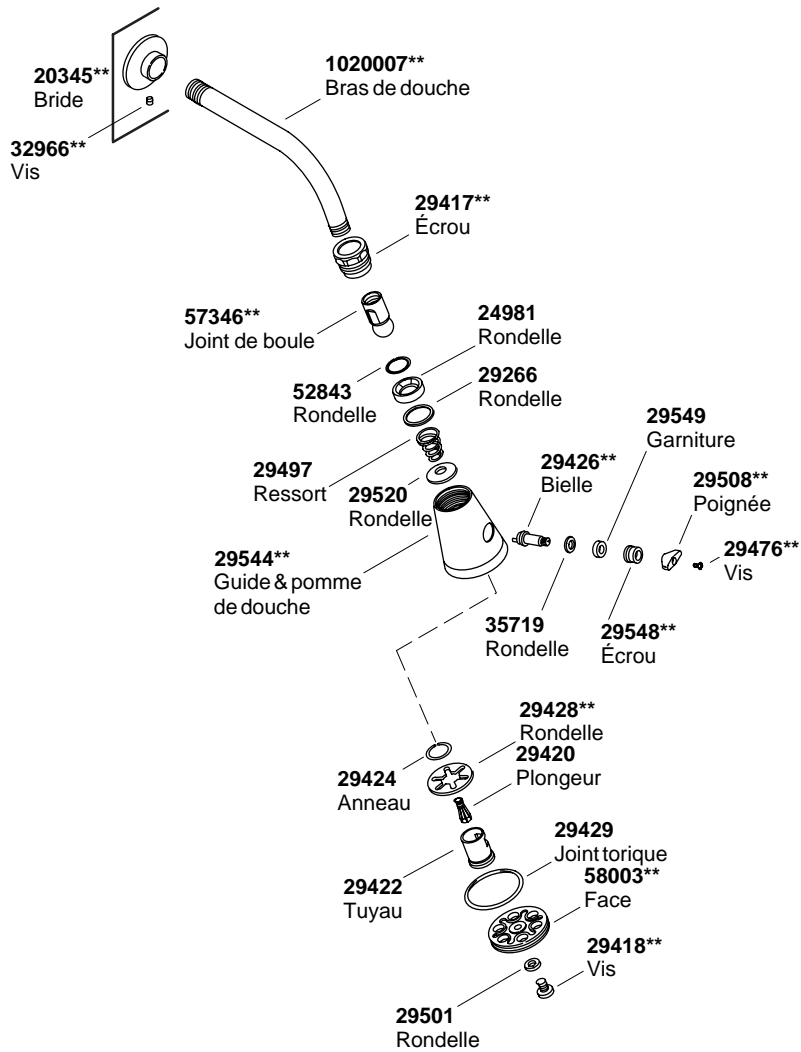 20345**
Bride
1020007**
Bras de douche
32966**
Vis
29417**
Écrou
57346**
Joint de boule
24981
Rondelle
52843
Rondelle
29266
Rondelle
29549
Garniture
29497
Ressort
29520
Rondelle
29426**
Bielle
29508**
Poignée
29544**
Guide & pomme
de douche
29476**
Vis
35719
Rondelle
29548**
Écrou
29428**
Rondelle
29424
Anneau
29420
Plongeur
29429
Joint torique
29422
Tuyau
58003**
Face
29418**
Vis
29501
Rondelle